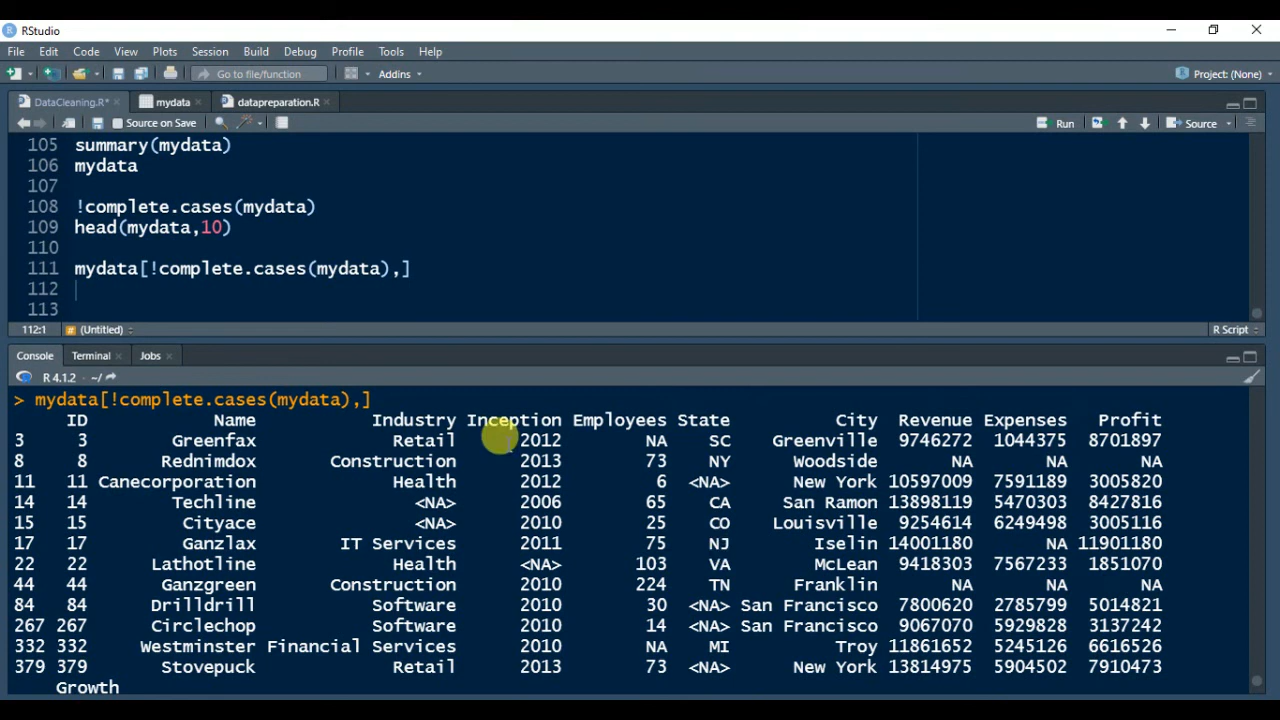 RStudio
File Edit Code View Plots Session Build Debug Profile Tools Help
Go to file/function Addins Project: (None)
DataCleaning.R* mydata datapreparation.R
Source on Save Run Source
105 summary(mydata)
106 mydata
107
108 !complete.cases(mydata)
109 head(mydata,10)
110
111 mydata[!complete.cases(mydata),]
112
113
112:1 (Untitled) R Script
Console Terminal Jobs
R 4.1.2 · ~/
> mydata[!complete.cases(mydata),]
ID Name Industry Inception Employees State City Revenue Expenses Profit
3 3 Greenfax Retail 2012 NA SC Greenville 9746272 1044375 8701897
8 8 Rednimdox Construction 2013 73 NY Woodside NA NA NA
11 11 Canecorporation Health 2012 6 <NA> New York 10597009 7591189 3005820
14 14 Techline <NA> 2006 65 CA San Ramon 13898119 5470303 8427816
15 15 Cityace <NA> 2010 25 CO Louisville 9254614 6249498 3005116
17 17 Ganzlax IT Services 2011 75 NJ Iselin 14001180 NA 11901180
22 22 Lathotline Health <NA> 103 VA McLean 9418303 7567233 1851070
44 44 Ganzgreen Construction 2010 224 TN Franklin NA NA NA
84 84 Drilldrill Software 2010 30 <NA> San Francisco 7800620 2785799 5014821
267 267 Circlechop Software 2010 14 <NA> San Francisco 9067070 5929828 3137242
332 332 Westminster Financial Services 2010 NA MI Troy 11861652 5245126 6616526
379 379 Stovepuck Retail 2013 73 <NA> New York 13814975 5904502 7910473
Growth